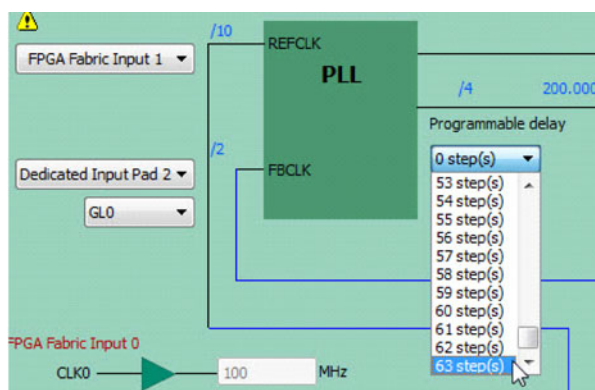 /10
FPGA Fabric Input 1
REFCLK
PLL
/4 200.000
Programmable delay
/2
0 step(s)
Dedicated Input Pad 2
FBCLK
53 step(s)
54 step(s)
GL0
55 step(s)
56 step(s)
57 step(s)
58 step(s)
59 step(s)
60 step(s)
61 step(s)
62 step(s)
FPGA Fabric Input 0
63 step(s)
CLK0 100 MHz